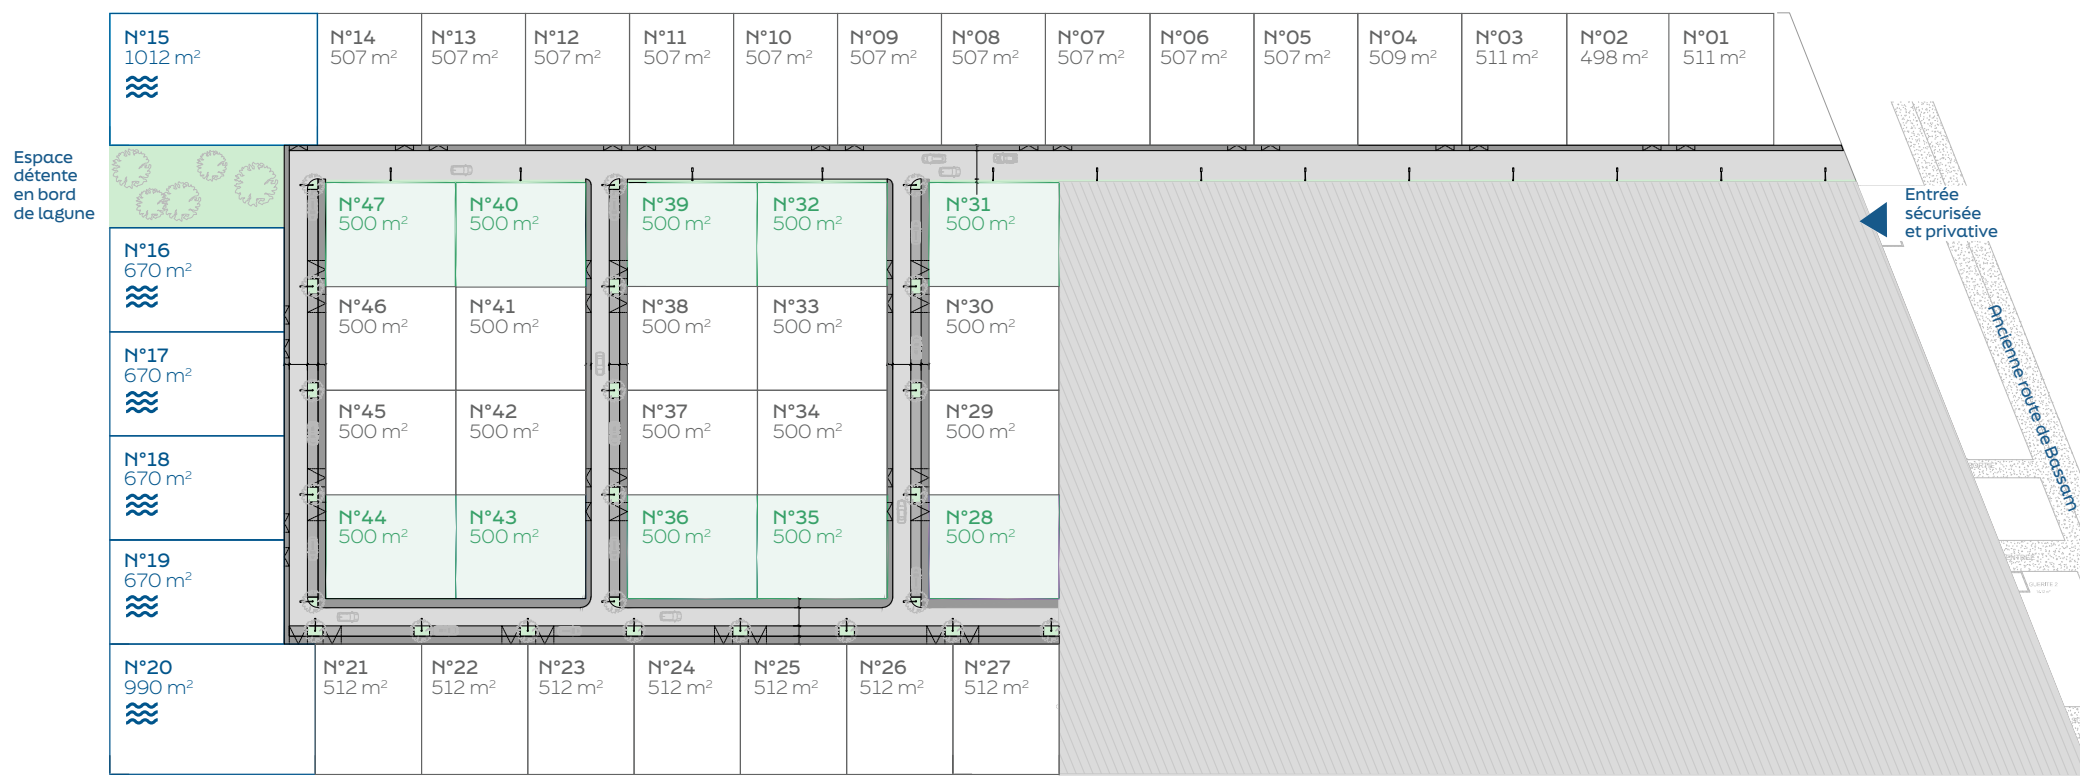 N°15
1012 m²
N°14
507 m²
N°13
507 m²
N°12
507 m²
N°11
507 m²
N°10
507 m²
N°09
507 m²
N°08
507 m²
N°07
507 m²
N°06
507 m²
N°05
507 m²
N°04
509 m²
N°03
511 m²
N°02
498 m²
N°01
511 m²
Espace
détente
en bord
de lagune
Entrée
sécurisée
et privative
Ancienne route de Bassam
N°47
500 m²
N°40
500 m²
N°39
500 m²
N°32
500 m²
N°31
500 m²
N°16
670 m²
N°46
500 m²
N°41
500 m²
N°38
500 m²
N°33
500 m²
N°30
500 m²
N°17
670 m²
N°45
500 m²
N°42
500 m²
N°37
500 m²
N°34
500 m²
N°29
500 m²
N°18
670 m²
N°44
500 m²
N°43
500 m²
N°36
500 m²
N°35
500 m²
N°28
500 m²
N°19
670 m²
GUERITE 2
N°20
990 m²
N°21
512 m²
N°22
512 m²
N°23
512 m²
N°24
512 m²
N°25
512 m²
N°26
512 m²
N°27
512 m²